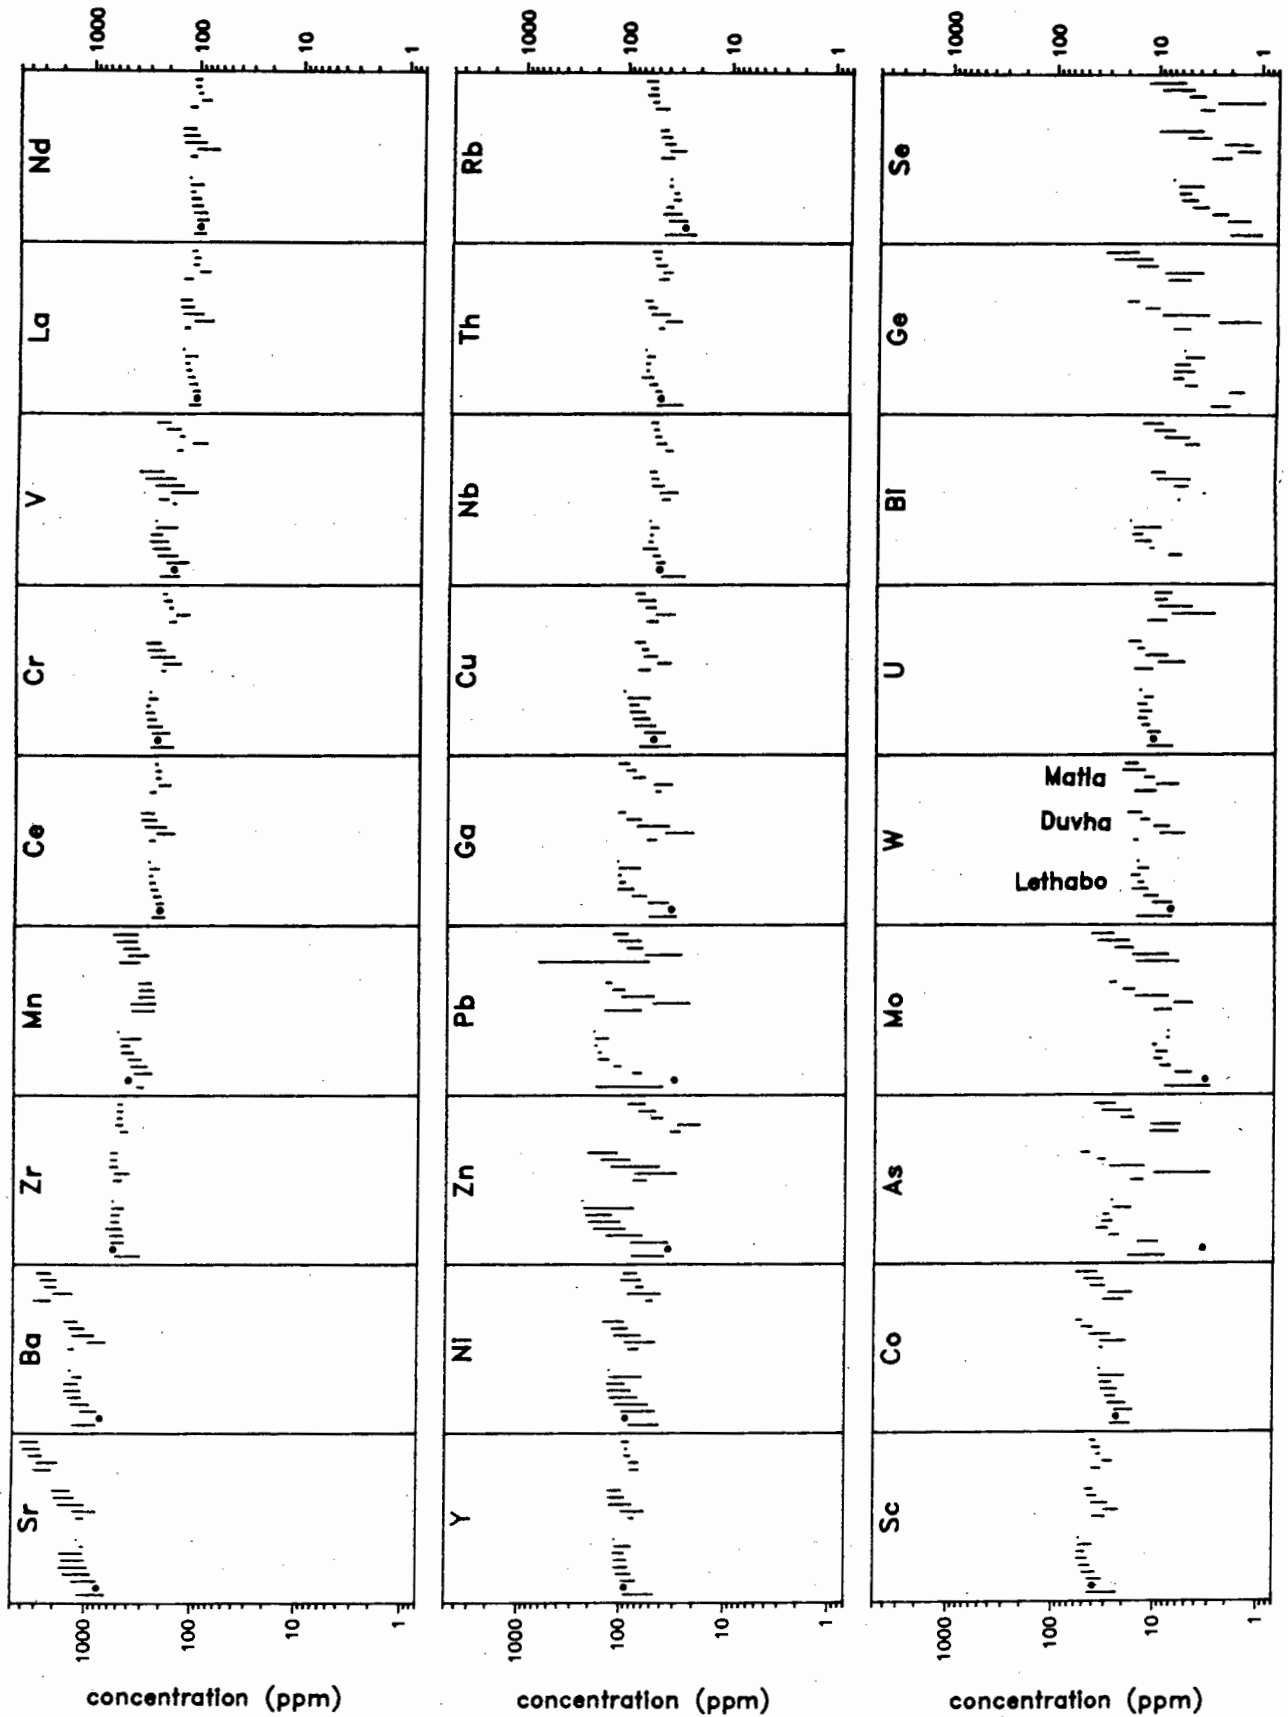 Sr Ba Zr Mn Ce Cr V La Nd
1000 1000
100 100
10 10
1 1
concentration (ppm)
Y Ni Zn Pb Ga Cu Nb Th Rb
1000 1000
100 100
10 10
1 1
concentration (ppm)
Sc Co As Mo W U Bi Ge Se
1000 1000
Lethabo Duvha Matla
100 100
10 10
1 1
concentration (ppm)